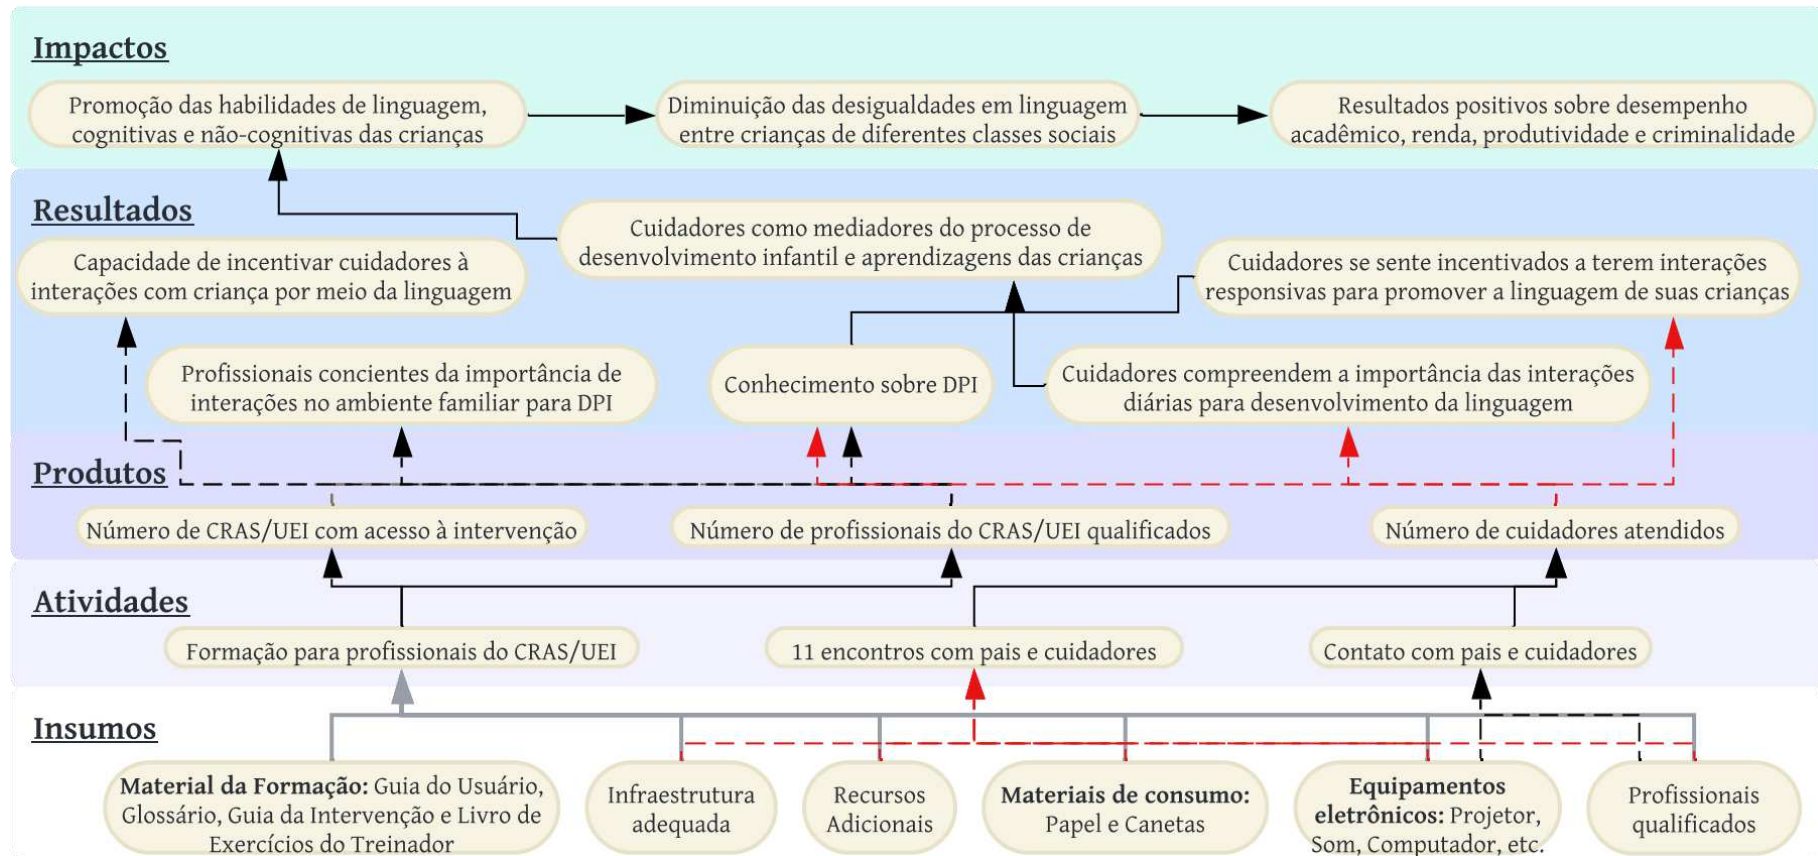 Impactos
Promoção das habilidades de linguagem,
cognitivas e não-cognitivas das crianças
Diminuição das desigualdades em linguagem
entre crianças de diferentes classes sociais
Resultados positivos sobre desempenho
acadêmico, renda, produtividade e criminalidade
Resultados
Capacidade de incentivar cuidadores à
interações com criança por meio da linguagem
Cuidadores como mediadores do processo de
desenvolvimento infantil e aprendizagens das crianças
Cuidadores se sente incentivados a terem interações
responsivas para promover a linguagem de suas crianças
Profissionais concientes da importância de
interações no ambiente familiar para DPI
Conhecimento sobre DPI
Cuidadores compreendem a importância das interações
diárias para desenvolvimento da linguagem
Produtos
Número de CRAS/UEI com acesso à intervenção
Número de profissionais do CRAS/UEI qualificados
Número de cuidadores atendidos
Atividades
Formação para profissionais do CRAS/UEI
11 encontros com pais e cuidadores
Contato com pais e cuidadores
Insumos
Material da Formação: Guia do Usuário,
Glossário, Guia da Intervenção e Livro de
Exercícios do Treinador
Infraestrutura
adequada
Recursos
Adicionais
Materiais de consumo:
Papel e Canetas
Equipamentos
eletrônicos: Projetor,
Som, Computador, etc.
Profissionais
qualificados